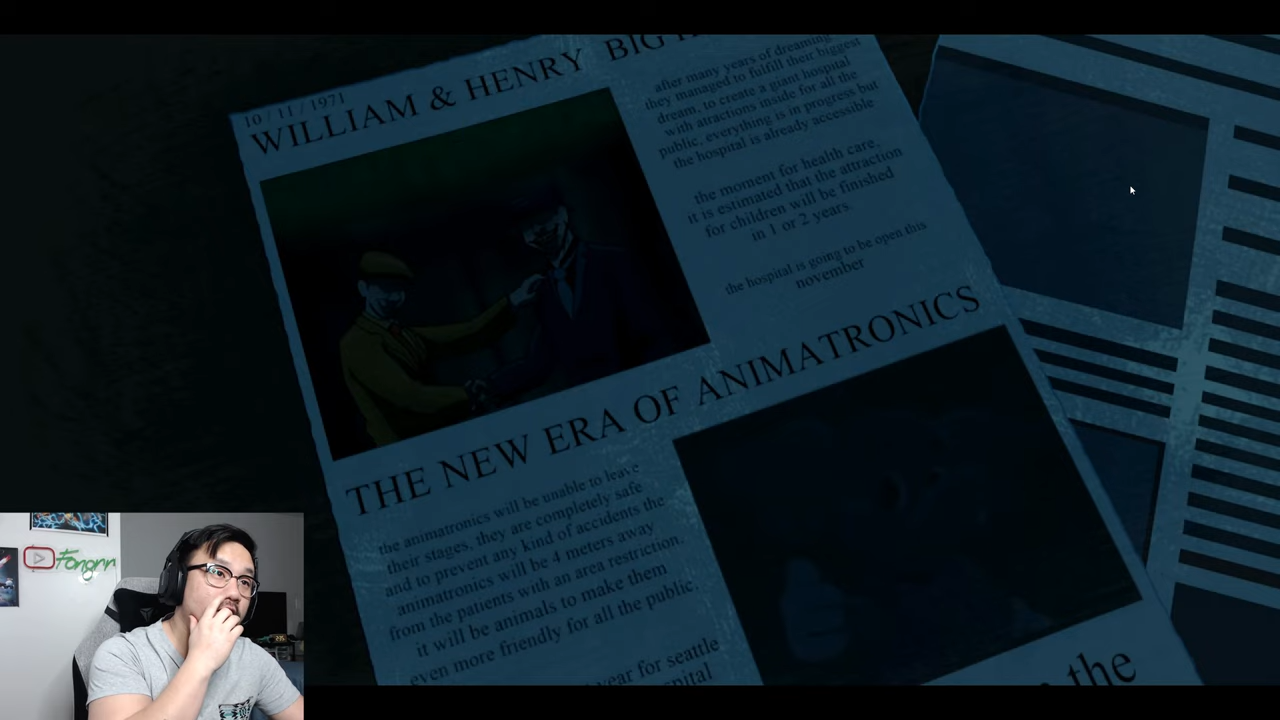 10 / 11 / 1971
WILLIAM & HENRY BIG
after many years of dreaming
they managed to fulfill their biggest
dream, to create a giant hospital
with atractions inside for all the
public, everything is in progress but
the hospital is already accessible
the moment for health care,
it is estimated that the attraction
for children will be finished
in 1 or 2 years.
the hospital is going to be open this
november
THE NEW ERA OF ANIMATRONICS
the animatronics will be unable to leave
their stages, they are completely safe
and to prevent any kind of accidents the
animatronics will be 4 meters away
from the patients with an area restriction.
it will be animals to make them
even more friendly for all the public.
year for seattle
the
Fongrr